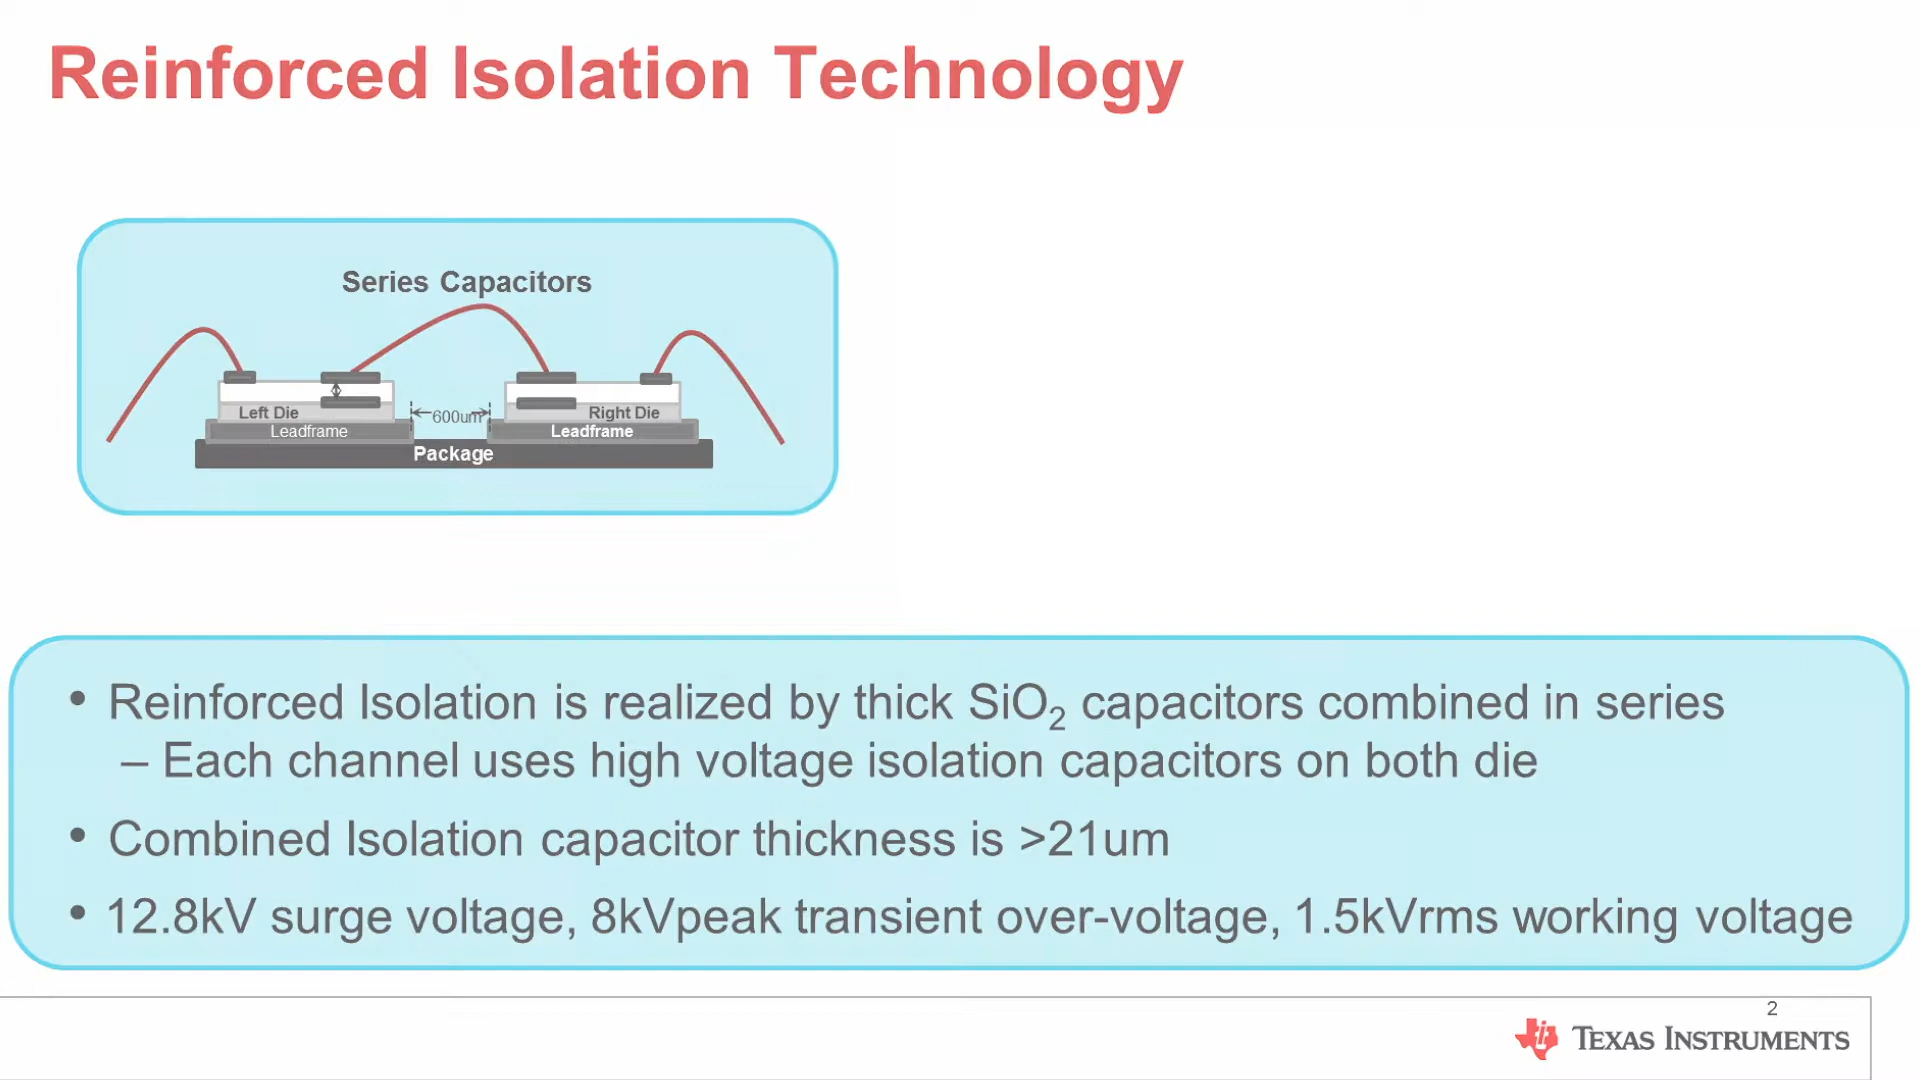 Reinforced Isolation Technology
Series Capacitors
Left Die
600um
Right Die
Leadframe
Leadframe
Package
• Reinforced Isolation is realized by thick SiO₂ capacitors combined in series
– Each channel uses high voltage isolation capacitors on both die
• Combined Isolation capacitor thickness is >21um
• 12.8kV surge voltage, 8kVpeak transient over-voltage, 1.5kVrms working voltage
2
TEXAS INSTRUMENTS